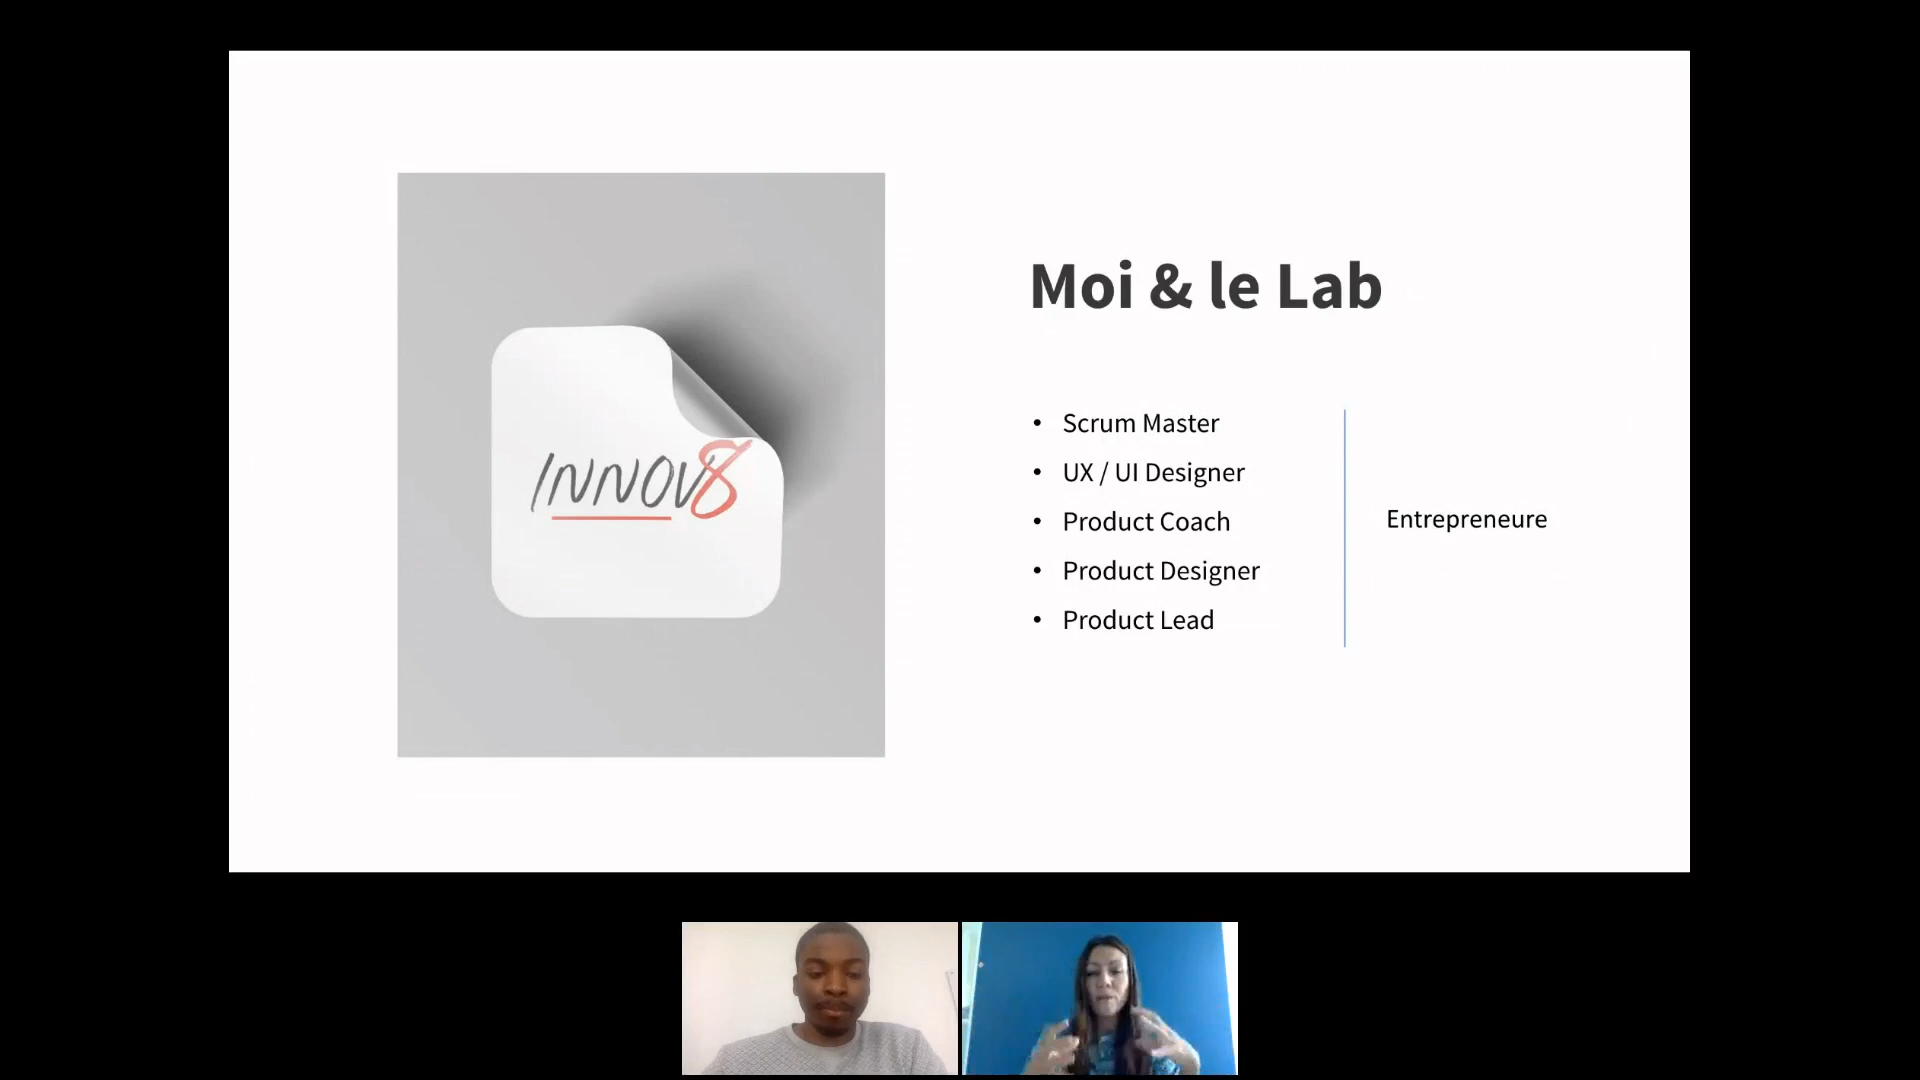 INNOV8
Moi & le Lab
• Scrum Master
• UX / UI Designer
• Product Coach
• Product Designer
• Product Lead
Entrepreneure